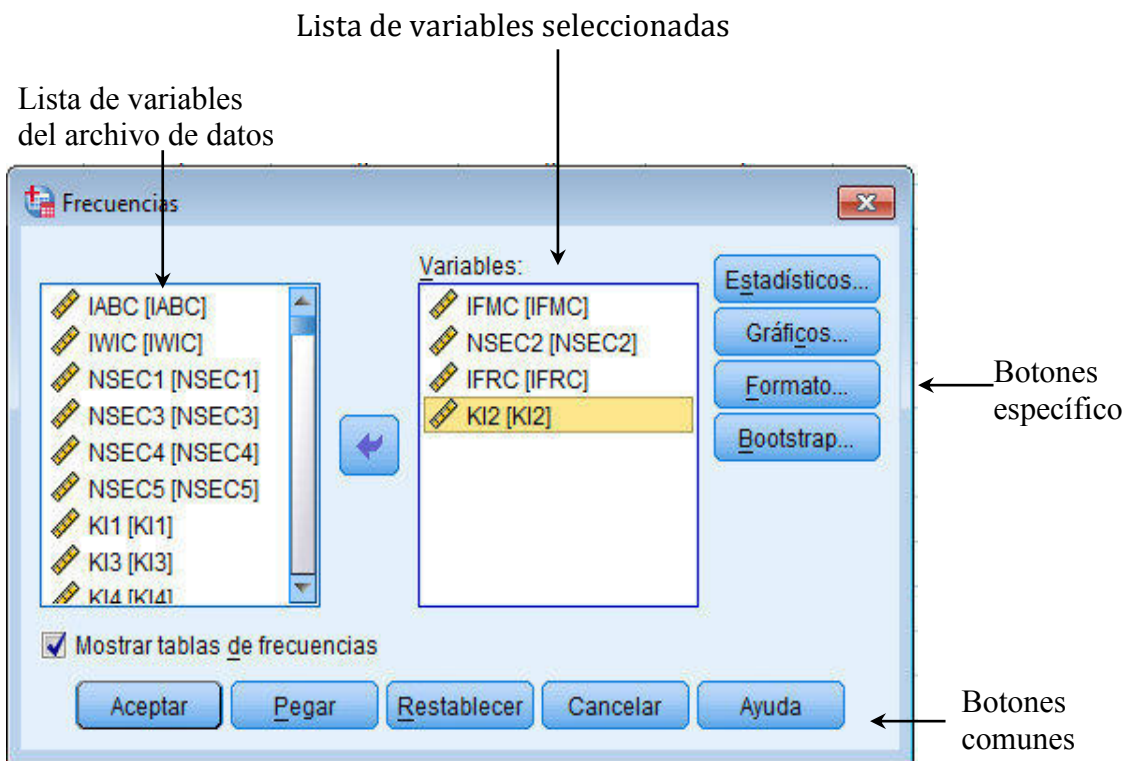 Lista de variables seleccionadas
Lista de variables
del archivo de datos
Frecuencias
Variables:
IABC [IABC]
IWIC [IWIC]
NSEC1 [NSEC1]
NSEC3 [NSEC3]
NSEC4 [NSEC4]
NSEC5 [NSEC5]
KI1 [KI1]
KI3 [KI3]
KI4 [KI4]
IFMC [IFMC]
NSEC2 [NSEC2]
IFRC [IFRC]
KI2 [KI2]
Estadísticos...
Gráficos...
Formato...
Bootstrap...
Botones
específico
Mostrar tablas de frecuencias
Aceptar
Pegar
Restablecer
Cancelar
Ayuda
Botones
comunes